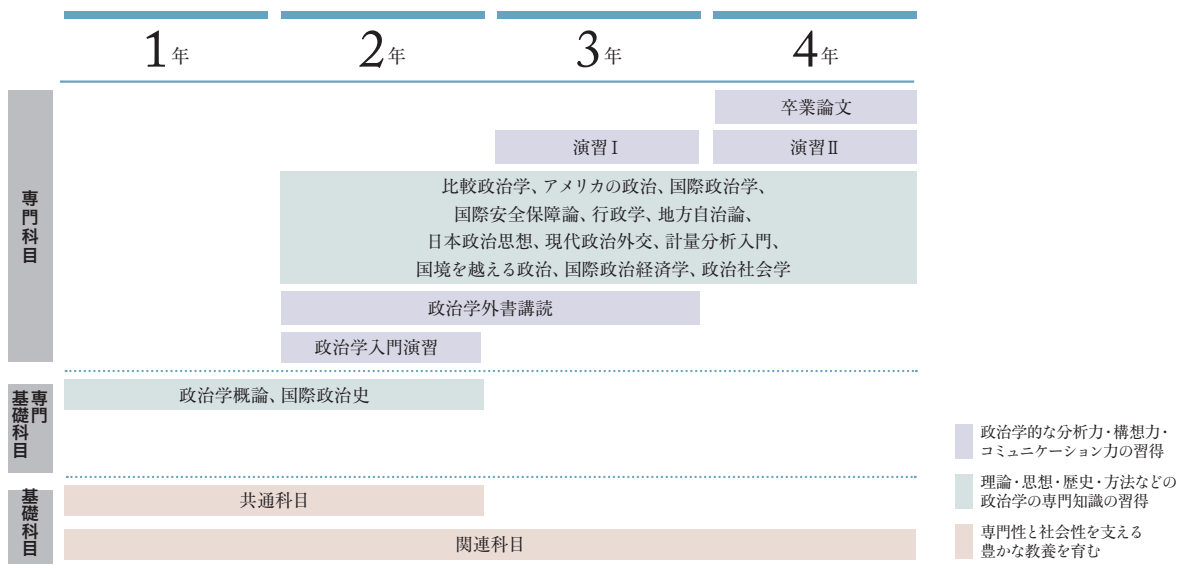 1年
2年
3年
4年
専門科目
卒業論文
演習Ⅰ
演習Ⅱ
比較政治学、アメリカの政治、国際政治学、
国際安全保障論、行政学、地方自治論、
日本政治思想、現代政治外交、計量分析入門、
国境を越える政治、国際政治経済学、政治社会学
政治学外書講読
政治学入門演習
専門
基礎科目
政治学概論、国際政治史
基礎科目
共通科目
関連科目
政治学的な分析力・構想力・
コミュニケーション力の習得
理論・思想・歴史・方法などの
政治学の専門知識の習得
専門性と社会性を支える
豊かな教養を育む